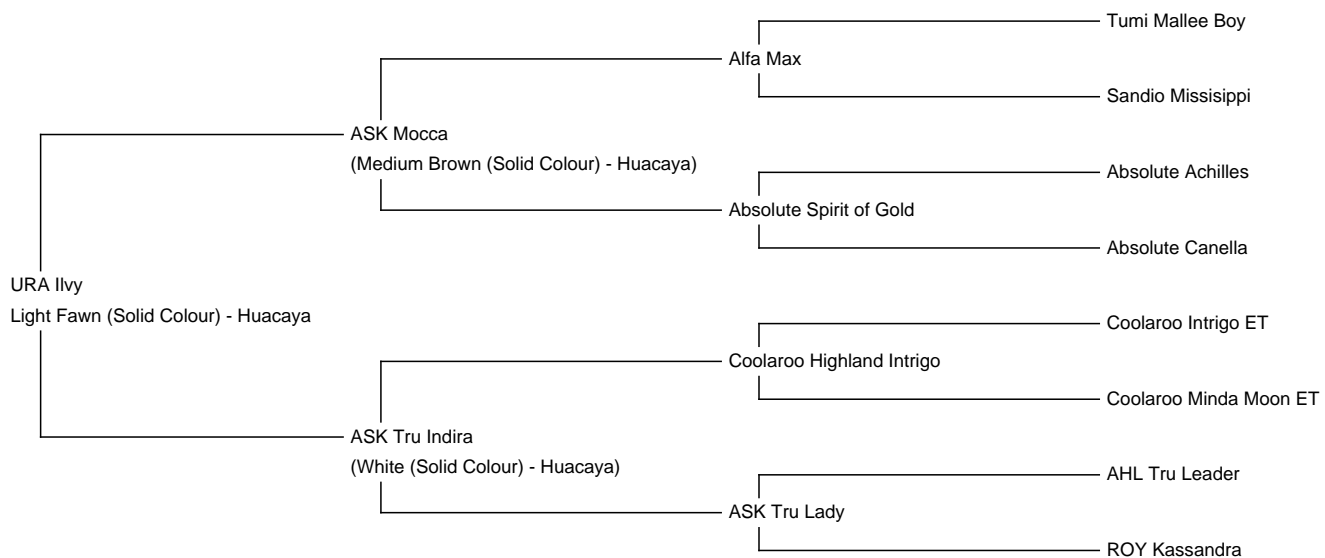 Tumi Mallee Boy
Alfa Max
Sandio Missisippi
ASK Mocca
(Medium Brown (Solid Colour) - Huacaya)
Absolute Achilles
Absolute Spirit of Gold
Absolute Canella
URA Ilvy
Light Fawn (Solid Colour) - Huacaya
Coolaroo Intrigo ET
Coolaroo Highland Intrigo
Coolaroo Minda Moon ET
ASK Tru Indira
(White (Solid Colour) - Huacaya)
AHL Tru Leader
ASK Tru Lady
ROY Kassandra